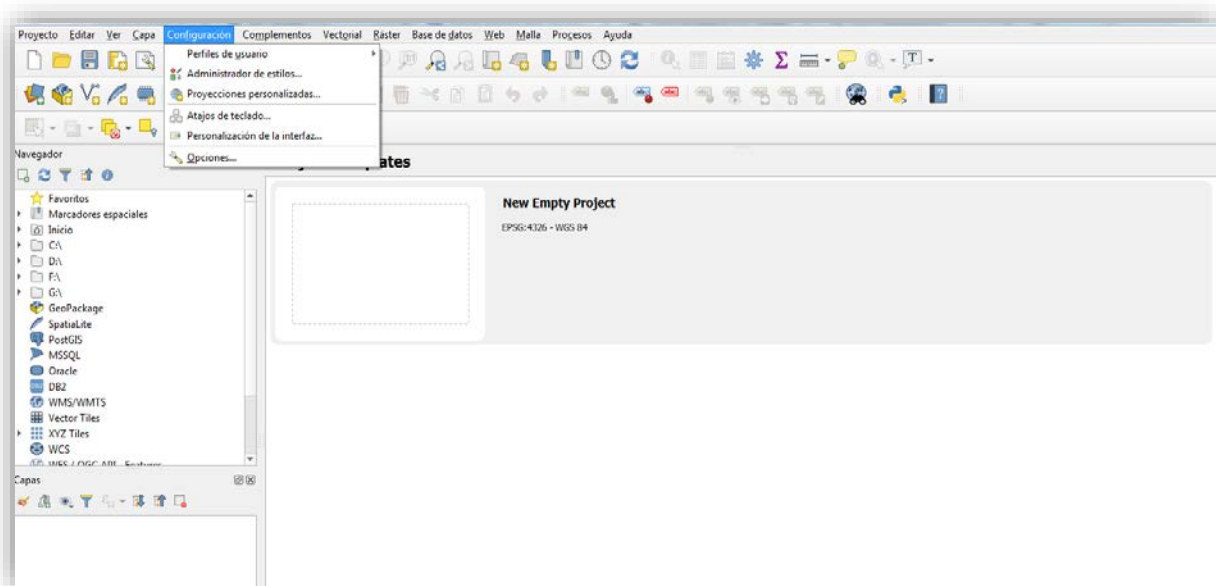 Proyecto Editar Ver Capa Configuración Complementos Vectorial Ráster Base de datos Web Malla Procesos Ayuda
Perfiles de usuario
Administrador de estilos...
Proyecciones personalizadas...
Atajos de teclado...
Personalización de la interfaz...
Opciones...
Navegador
Favoritos
Marcadores espaciales
Inicio
C:\
D:\
F:\
G:\
GeoPackage
SpatiaLite
PostGIS
MSSQL
Oracle
DB2
WMS/WMTS
Vector Tiles
XYZ Tiles
WCS
Capas
New Empty Project
EPSG:4326 - WGS 84